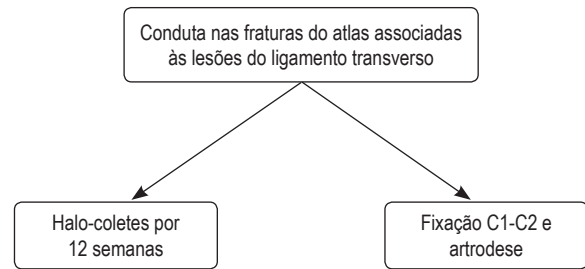 Conduta nas fraturas do atlas associadas
às lesões do ligamento transverso
Halo-coletes por
12 semanas
Fixação C1-C2 e
artrodese